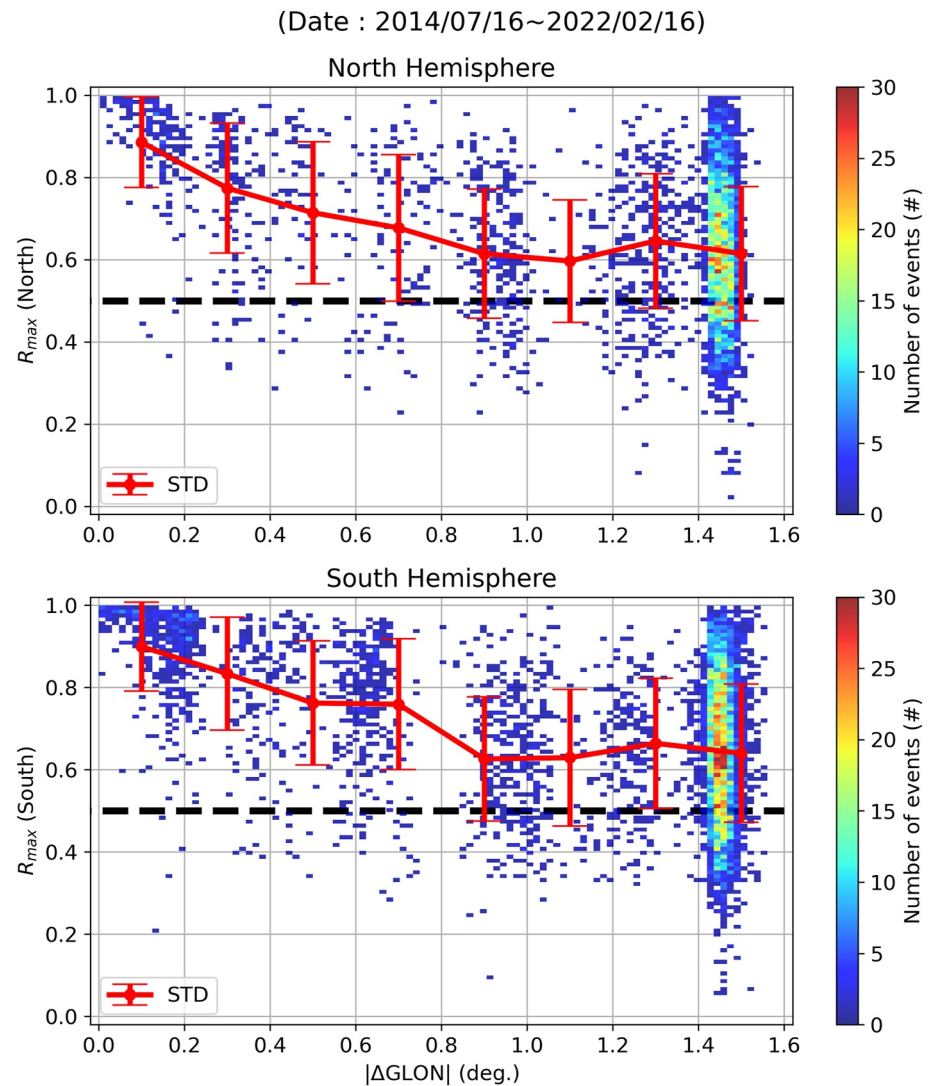 (Date : 2014/07/16~2022/02/16)
North Hemisphere
1.0
0.8
0.6
0.4
0.2
0.0
R_max (North)
STD
0.0 0.2 0.4 0.6 0.8 1.0 1.2 1.4 1.6
30
25
20
15
10
5
0
Number of events (#)
South Hemisphere
1.0
0.8
0.6
0.4
0.2
0.0
R_max (South)
STD
0.0 0.2 0.4 0.6 0.8 1.0 1.2 1.4 1.6
|ΔGLON| (deg.)
30
25
20
15
10
5
0
Number of events (#)